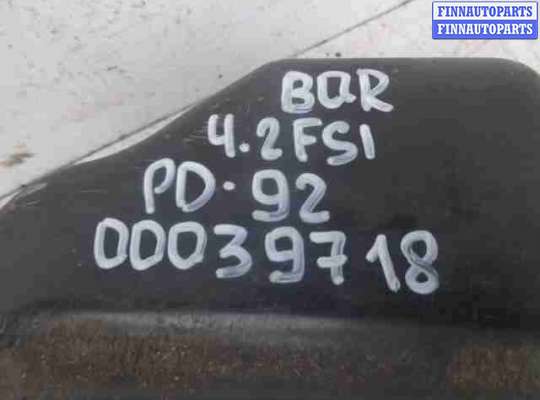 FINNAUTOPARTS
FINNAUTOPARTS
BAR
4.2FSI
PD-92
00039718